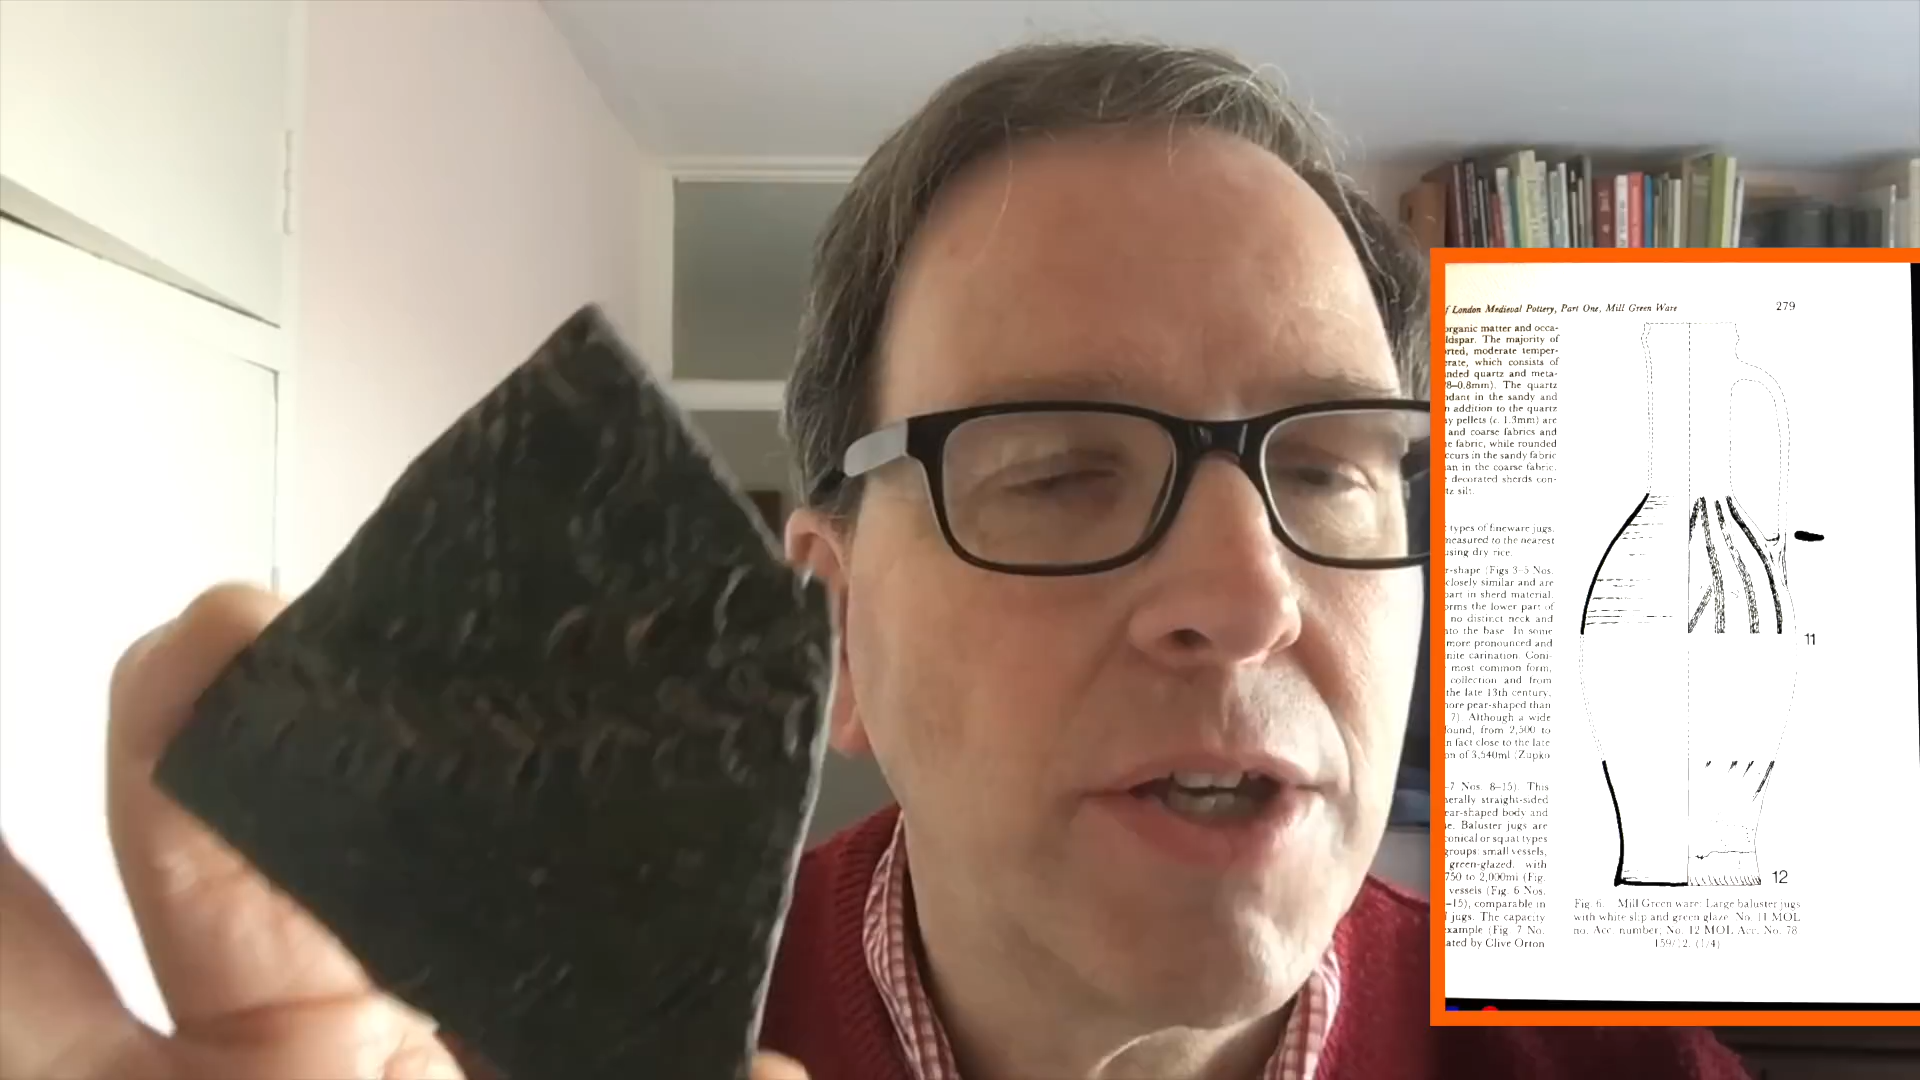 f London Medieval Pottery, Part One, Mill Green Ware
279
organic matter and occa-
ldspar. The majority of
rted, moderate temper-
erate, which consists of
nded quartz and meta-
8–0.8mm). The quartz
ndant in the sandy and
n addition to the quartz
ay pellets (c. 1.3mm) are
and coarse fabrics and
e fabric, while rounded
ccurs in the sandy fabric
an in the coarse fabric.
decorated sherds con-
tz silt.
types of fineware jugs.
measured to the nearest
using dry rice.
r-shape (Figs 3–5 Nos.
closely similar and are
part in sherd material.
orms the lower part of
no distinct neck and
nto the base. In some
more pronounced and
nite carination. Coni-
most common form,
collection and from
the late 13th century,
more pear-shaped than
7). Although a wide
found, from 2,500 to
n fact close to the late
on of 3,540ml (Zupko
–7 Nos. 8–15). This
nerally straight-sided
ear-shaped body and
e. Baluster jugs are
conical or squat types
groups: small vessels,
green-glazed, with
750 to 2,000ml (Fig.
vessels (Fig. 6 Nos.
–15), comparable in
jugs. The capacity
example (Fig. 7 No.
ated by Clive Orton
11
12
Fig. 6. Mill Green ware: Large baluster jugs
with white slip and green glaze. No. 11 MOL
no. Acc. number; No. 12 MOL Acc. No. 78
159/12. (1/4)